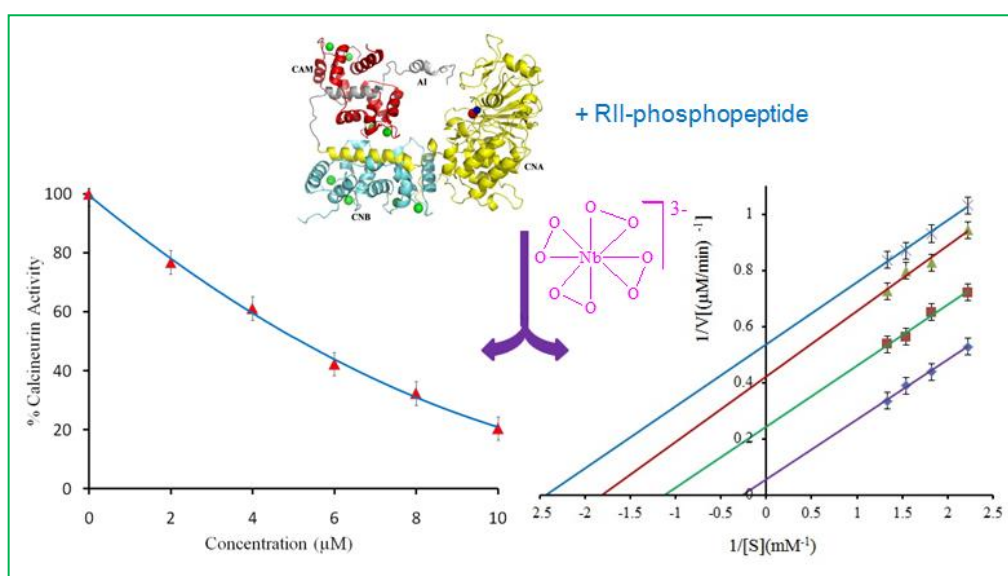 CAM
AI
CNA
CNB
+ RII-phosphopeptide
100
80
60
40
20
0
0 2 4 6 8 10
% Calcineurin Activity
Concentration (µM)
O O
O O
O Nb O
O O
3-
1
0.8
0.6
0.4
0.2
0
2.5 -2 -1.5 -1 -0.5 0 0.5 1 1.5 2 2.5
1/V[(µM/min) -1]
1/[S](mM-1)